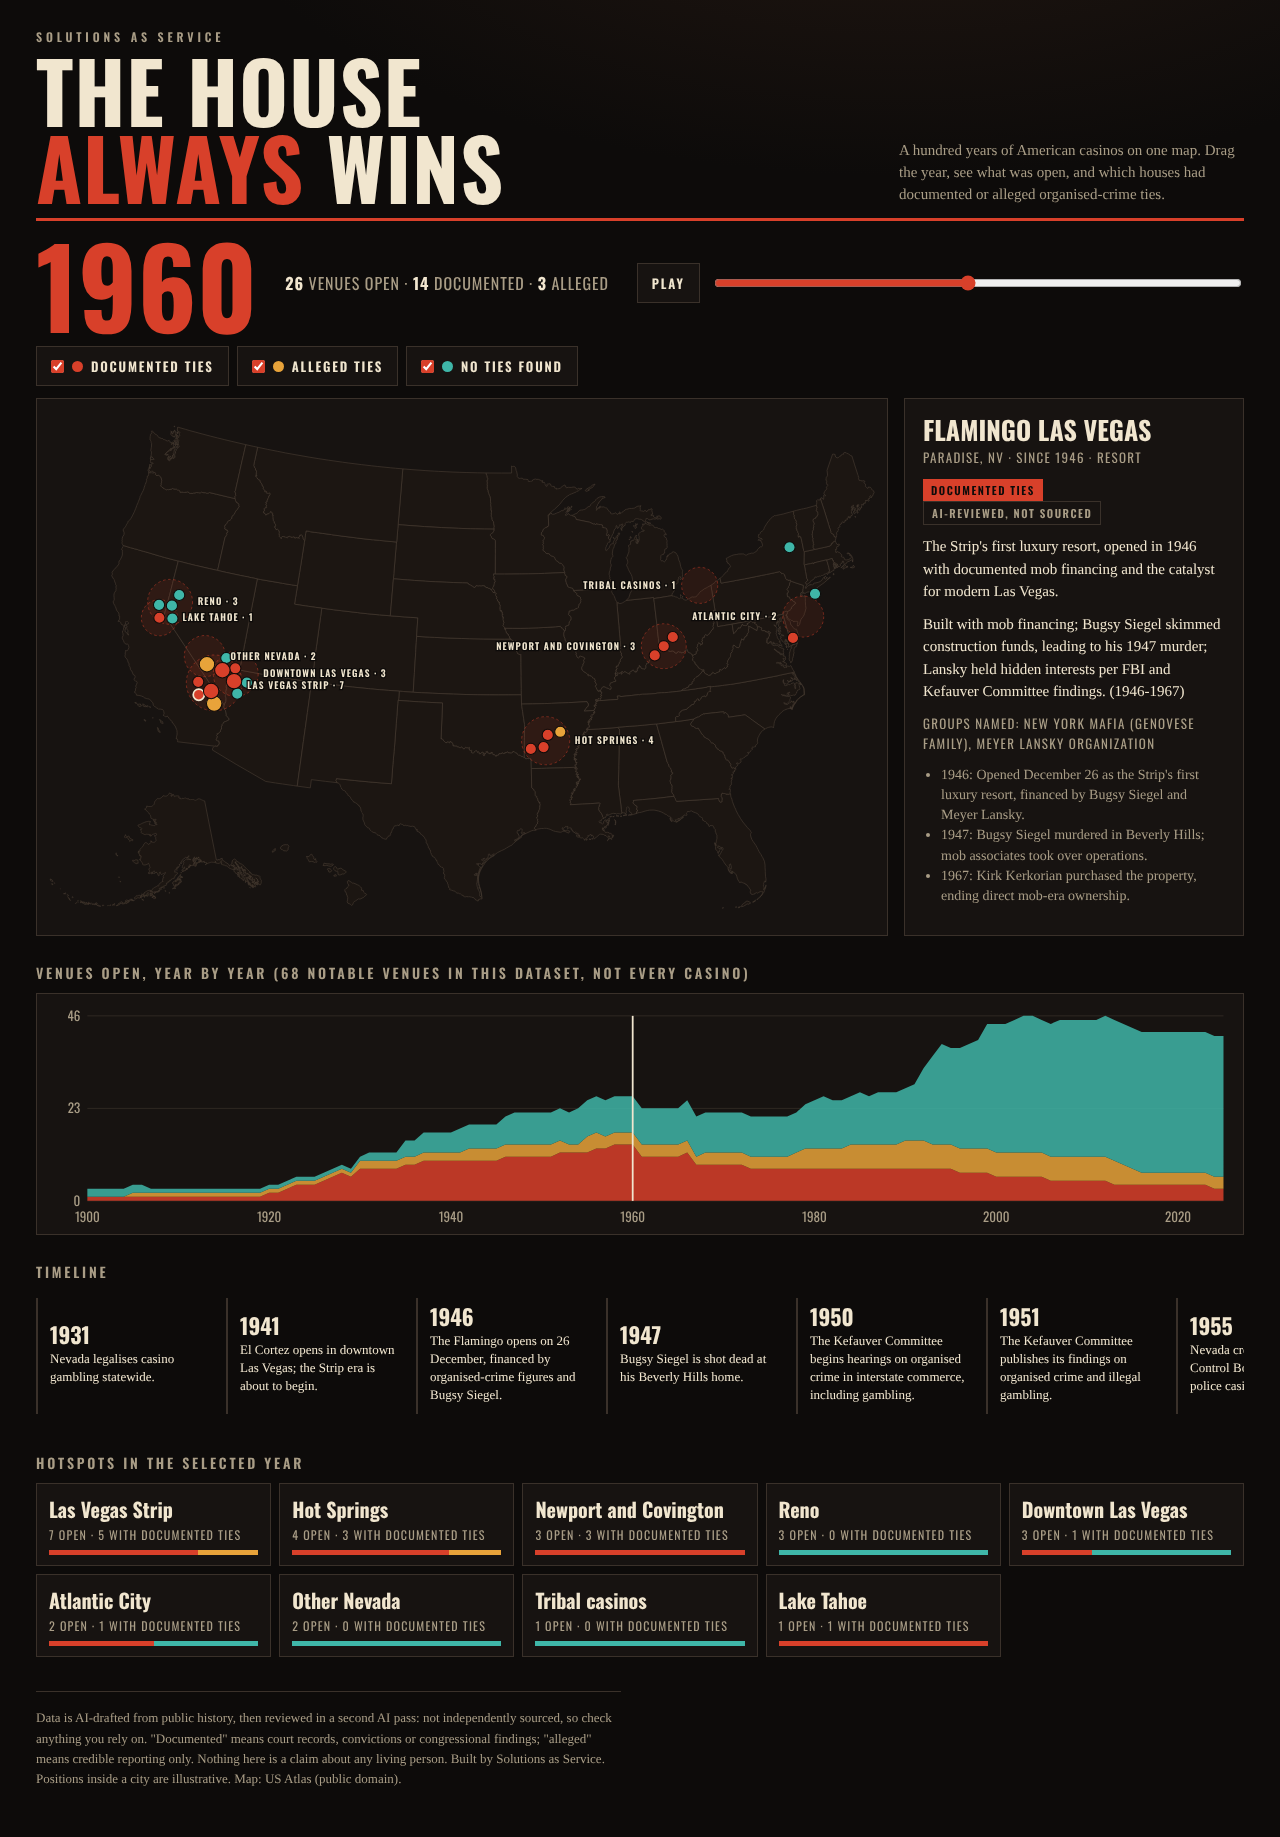 SOLUTIONS AS SERVICE
THE HOUSE
ALWAYS WINS
A hundred years of American casinos on one map. Drag
the year, see what was open, and which houses had
documented or alleged organised-crime ties.
1960
26 VENUES OPEN · 14 DOCUMENTED · 3 ALLEGED
PLAY
DOCUMENTED TIES
ALLEGED TIES
NO TIES FOUND
TRIBAL CASINOS · 1
RENO · 3
LAKE TAHOE · 1
ATLANTIC CITY · 2
NEWPORT AND COVINGTON · 3
OTHER NEVADA · 2
DOWNTOWN LAS VEGAS · 3
LAS VEGAS STRIP · 7
HOT SPRINGS · 4
FLAMINGO LAS VEGAS
PARADISE, NV · SINCE 1946 · RESORT
DOCUMENTED TIES
AI-REVIEWED, NOT SOURCED
The Strip's first luxury resort, opened in 1946
with documented mob financing and the catalyst
for modern Las Vegas.
Built with mob financing; Bugsy Siegel skimmed
construction funds, leading to his 1947 murder;
Lansky held hidden interests per FBI and
Kefauver Committee findings. (1946-1967)
GROUPS NAMED: NEW YORK MAFIA (GENOVESE
FAMILY), MEYER LANSKY ORGANIZATION
• 1946: Opened December 26 as the Strip's first
luxury resort, financed by Bugsy Siegel and
Meyer Lansky.
• 1947: Bugsy Siegel murdered in Beverly Hills;
mob associates took over operations.
• 1967: Kirk Kerkorian purchased the property,
ending direct mob-era ownership.
VENUES OPEN, YEAR BY YEAR (68 NOTABLE VENUES IN THIS DATASET, NOT EVERY CASINO)
46
23
0
1900 1920 1940 1960 1980 2000 2020
TIMELINE
1931
Nevada legalises casino
gambling statewide.
1941
El Cortez opens in downtown
Las Vegas; the Strip era is
about to begin.
1946
The Flamingo opens on 26
December, financed by
organised-crime figures and
Bugsy Siegel.
1947
Bugsy Siegel is shot dead at
his Beverly Hills home.
1950
The Kefauver Committee
begins hearings on organised
crime in interstate commerce,
including gambling.
1951
The Kefauver Committee
publishes its findings on
organised crime and illegal
gambling.
1955
Nevada cr
Control Bo
police casi
HOTSPOTS IN THE SELECTED YEAR
Las Vegas Strip
7 OPEN · 5 WITH DOCUMENTED TIES
Hot Springs
4 OPEN · 3 WITH DOCUMENTED TIES
Newport and Covington
3 OPEN · 3 WITH DOCUMENTED TIES
Reno
3 OPEN · 0 WITH DOCUMENTED TIES
Downtown Las Vegas
3 OPEN · 1 WITH DOCUMENTED TIES
Atlantic City
2 OPEN · 1 WITH DOCUMENTED TIES
Other Nevada
2 OPEN · 0 WITH DOCUMENTED TIES
Tribal casinos
1 OPEN · 0 WITH DOCUMENTED TIES
Lake Tahoe
1 OPEN · 1 WITH DOCUMENTED TIES
Data is AI-drafted from public history, then reviewed in a second AI pass: not independently sourced, so check
anything you rely on. "Documented" means court records, convictions or congressional findings; "alleged"
means credible reporting only. Nothing here is a claim about any living person. Built by Solutions as Service.
Positions inside a city are illustrative. Map: US Atlas (public domain).